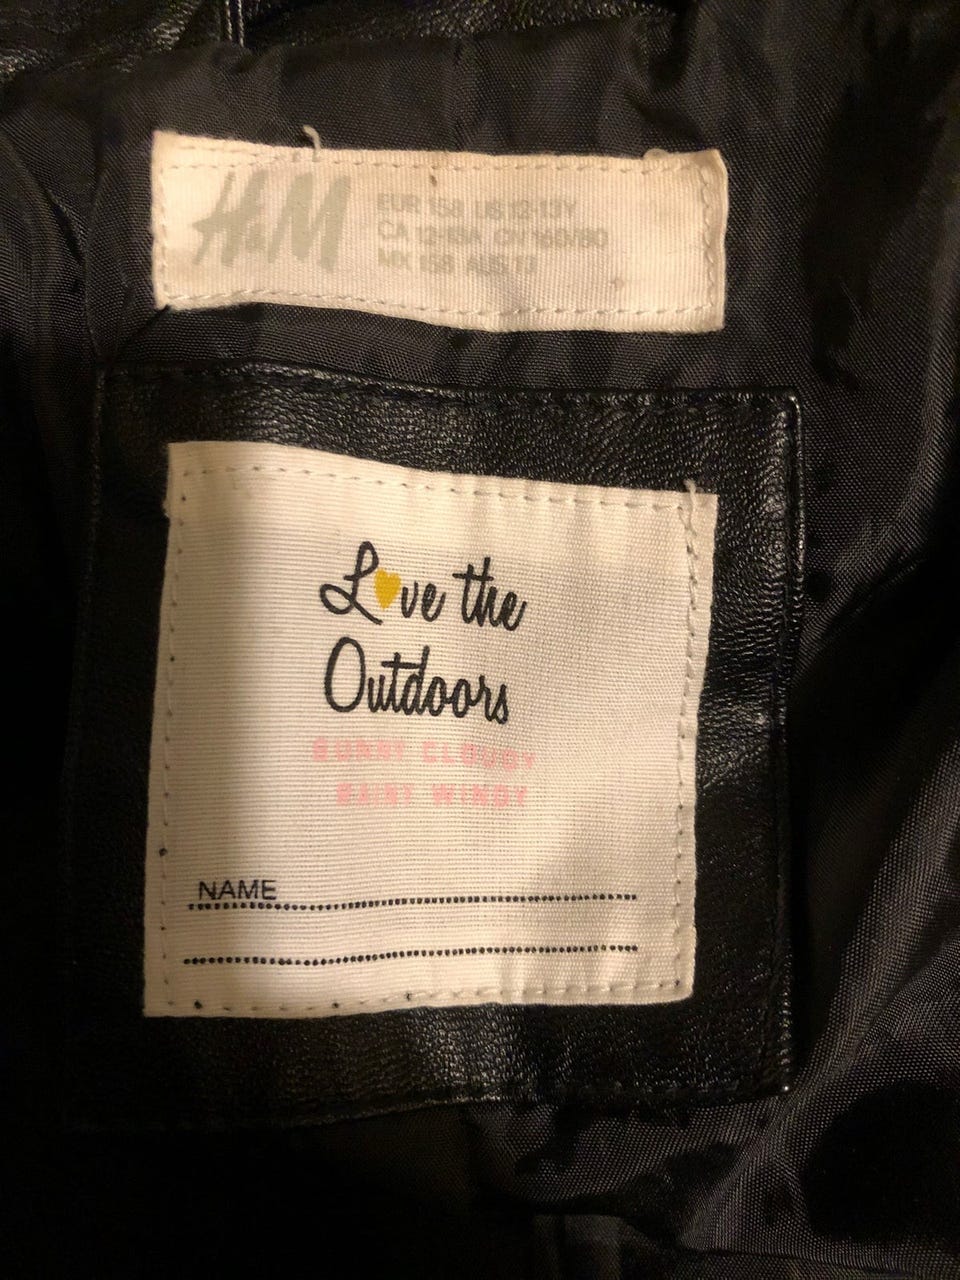 H&M
EUR 158 US 12-13Y
CA 12-13A CN 160/80
MX 158 AUS 13
Love the
Outdoors
SUNNY CLOUDY
RAINY WINDY
NAME